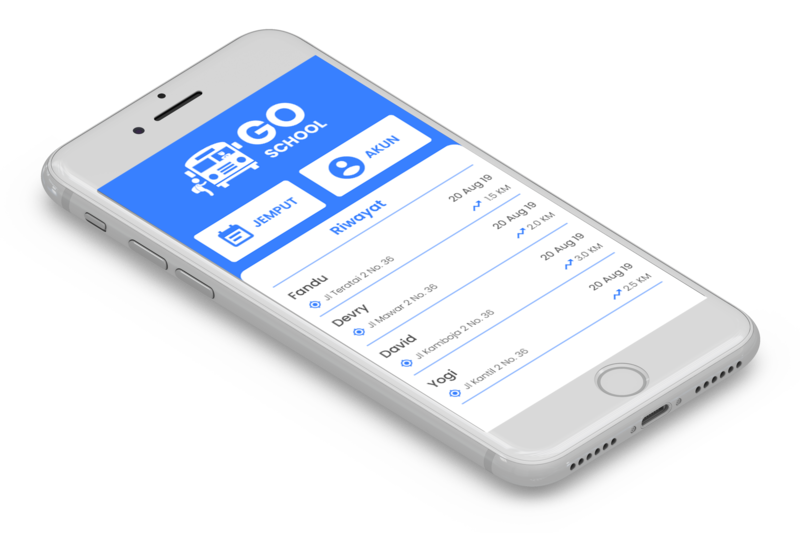 GO
SCHOOL
JEMPUT
AKUN
Riwayat
Fandu
20 Aug 19
Jl Teratai 2 No. 36
1.5 KM
Devry
20 Aug 19
Jl Mawar 2 No. 36
2.0 KM
David
20 Aug 19
Jl Kamboja 2 No. 36
3.0 KM
Yogi
20 Aug 19
Jl Kantil 2 No. 36
2.5 KM